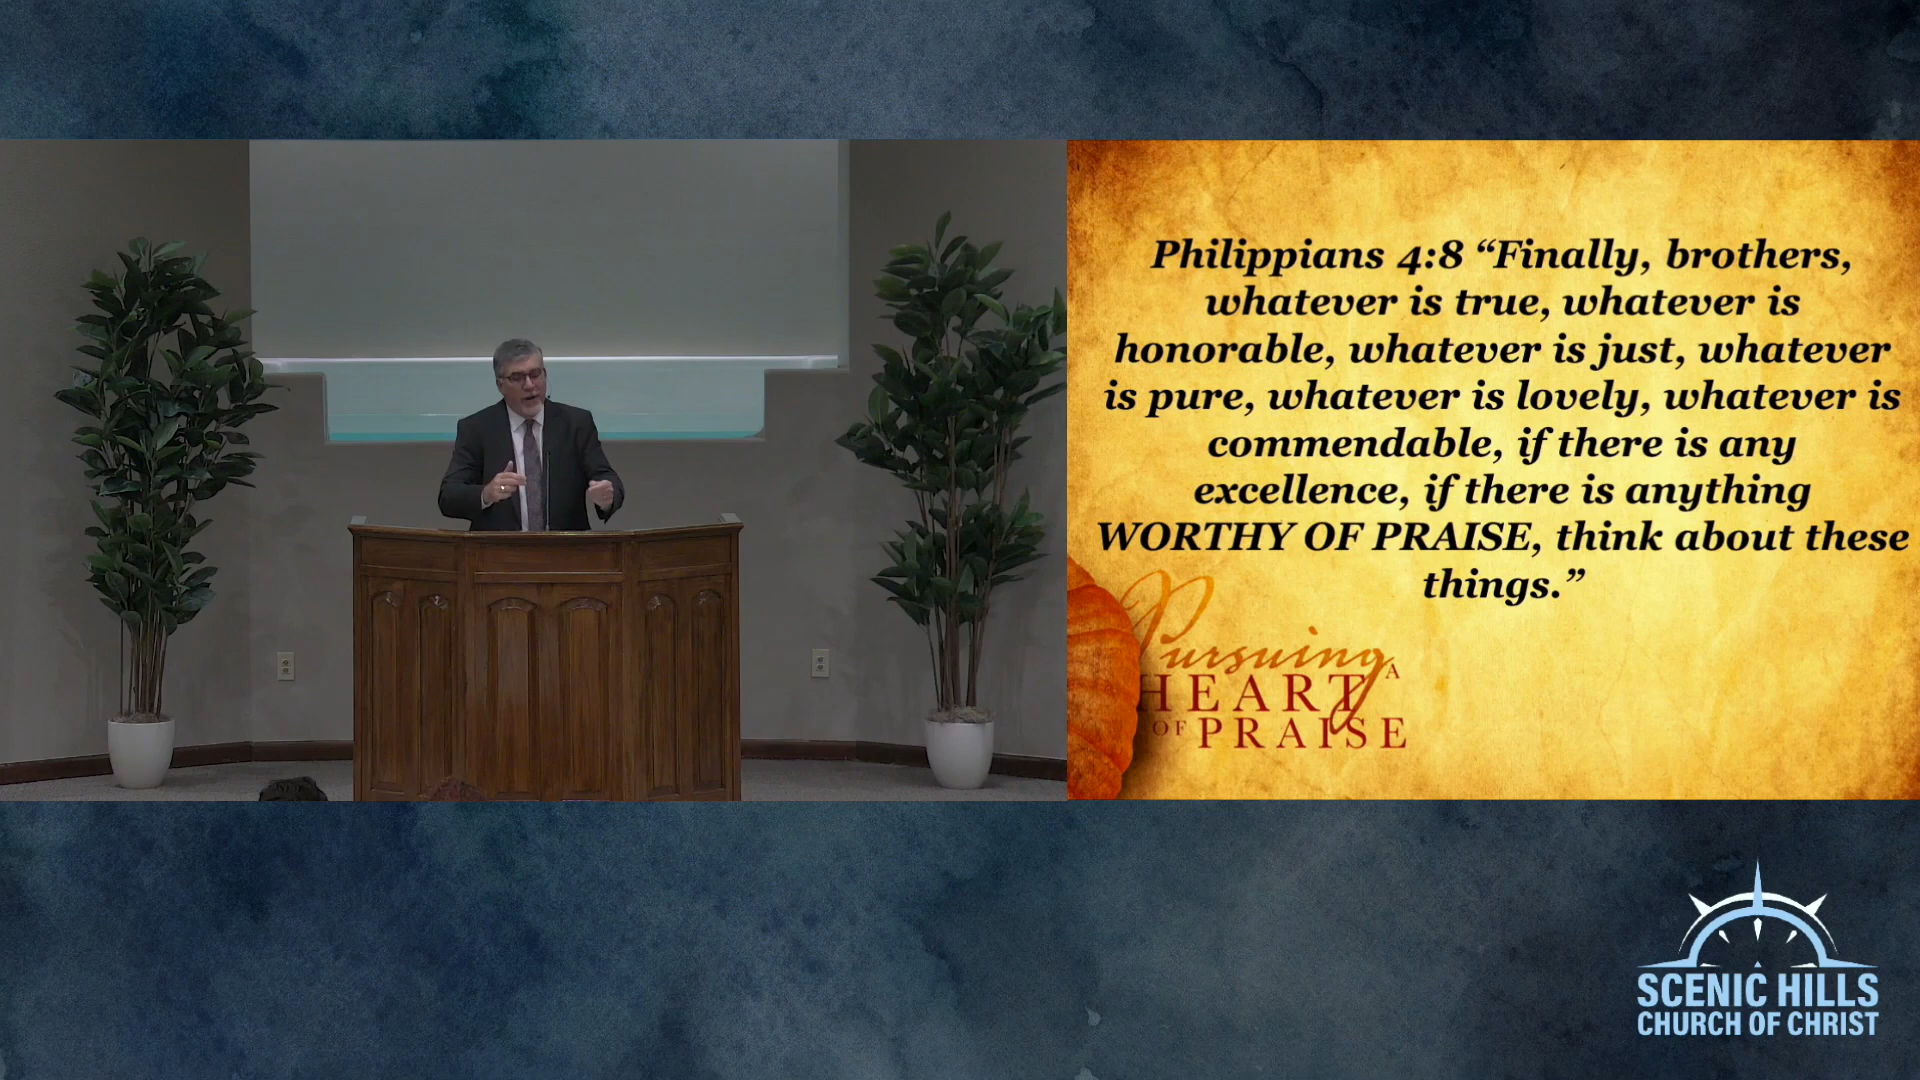 Philippians 4:8 “Finally, brothers,
whatever is true, whatever is
honorable, whatever is just, whatever
is pure, whatever is lovely, whatever is
commendable, if there is any
excellence, if there is anything
WORTHY OF PRAISE, think about these
things.”
Pursuing
A
HEART
OF PRAISE
SCENIC HILLS
CHURCH OF CHRIST